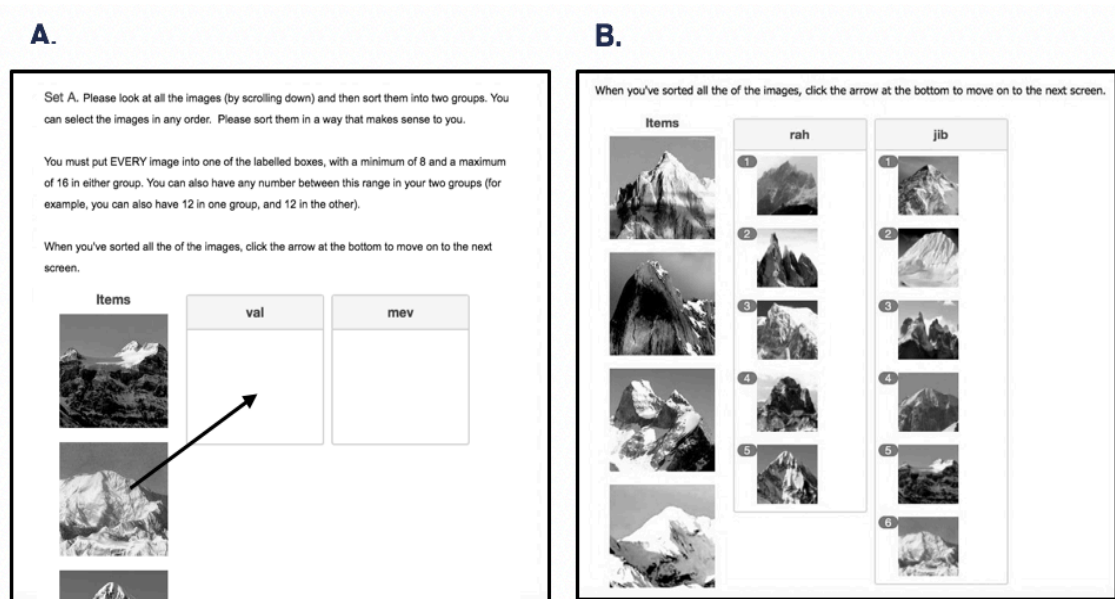 A.
Set A. Please look at all the images (by scrolling down) and then sort them into two groups. You
can select the images in any order. Please sort them in a way that makes sense to you.
You must put EVERY image into one of the labelled boxes, with a minimum of 8 and a maximum
of 16 in either group. You can also have any number between this range in your two groups (for
example, you can also have 12 in one group, and 12 in the other).
When you've sorted all the of the images, click the arrow at the bottom to move on to the next
screen.
Items
val
mev
B.
When you've sorted all the of the images, click the arrow at the bottom to move on to the next screen.
Items
rah
jib
1
2
3
4
5
1
2
3
4
5
6